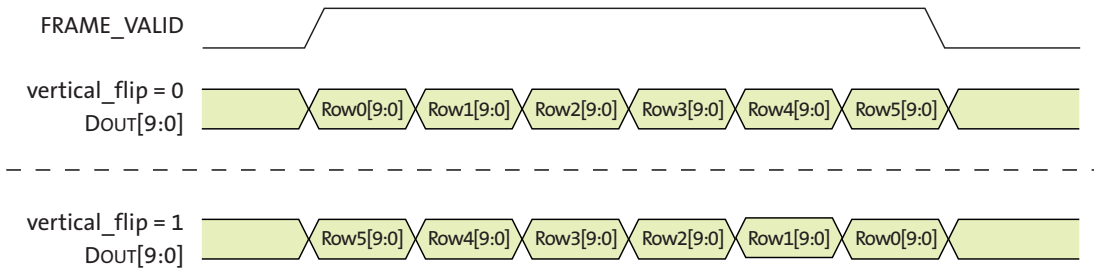 FRAME_VALID
vertical_flip = 0
DOUT[9:0]
Row0[9:0] Row1[9:0] Row2[9:0] Row3[9:0] Row4[9:0] Row5[9:0]
vertical_flip = 1
DOUT[9:0]
Row5[9:0] Row4[9:0] Row3[9:0] Row2[9:0] Row1[9:0] Row0[9:0]